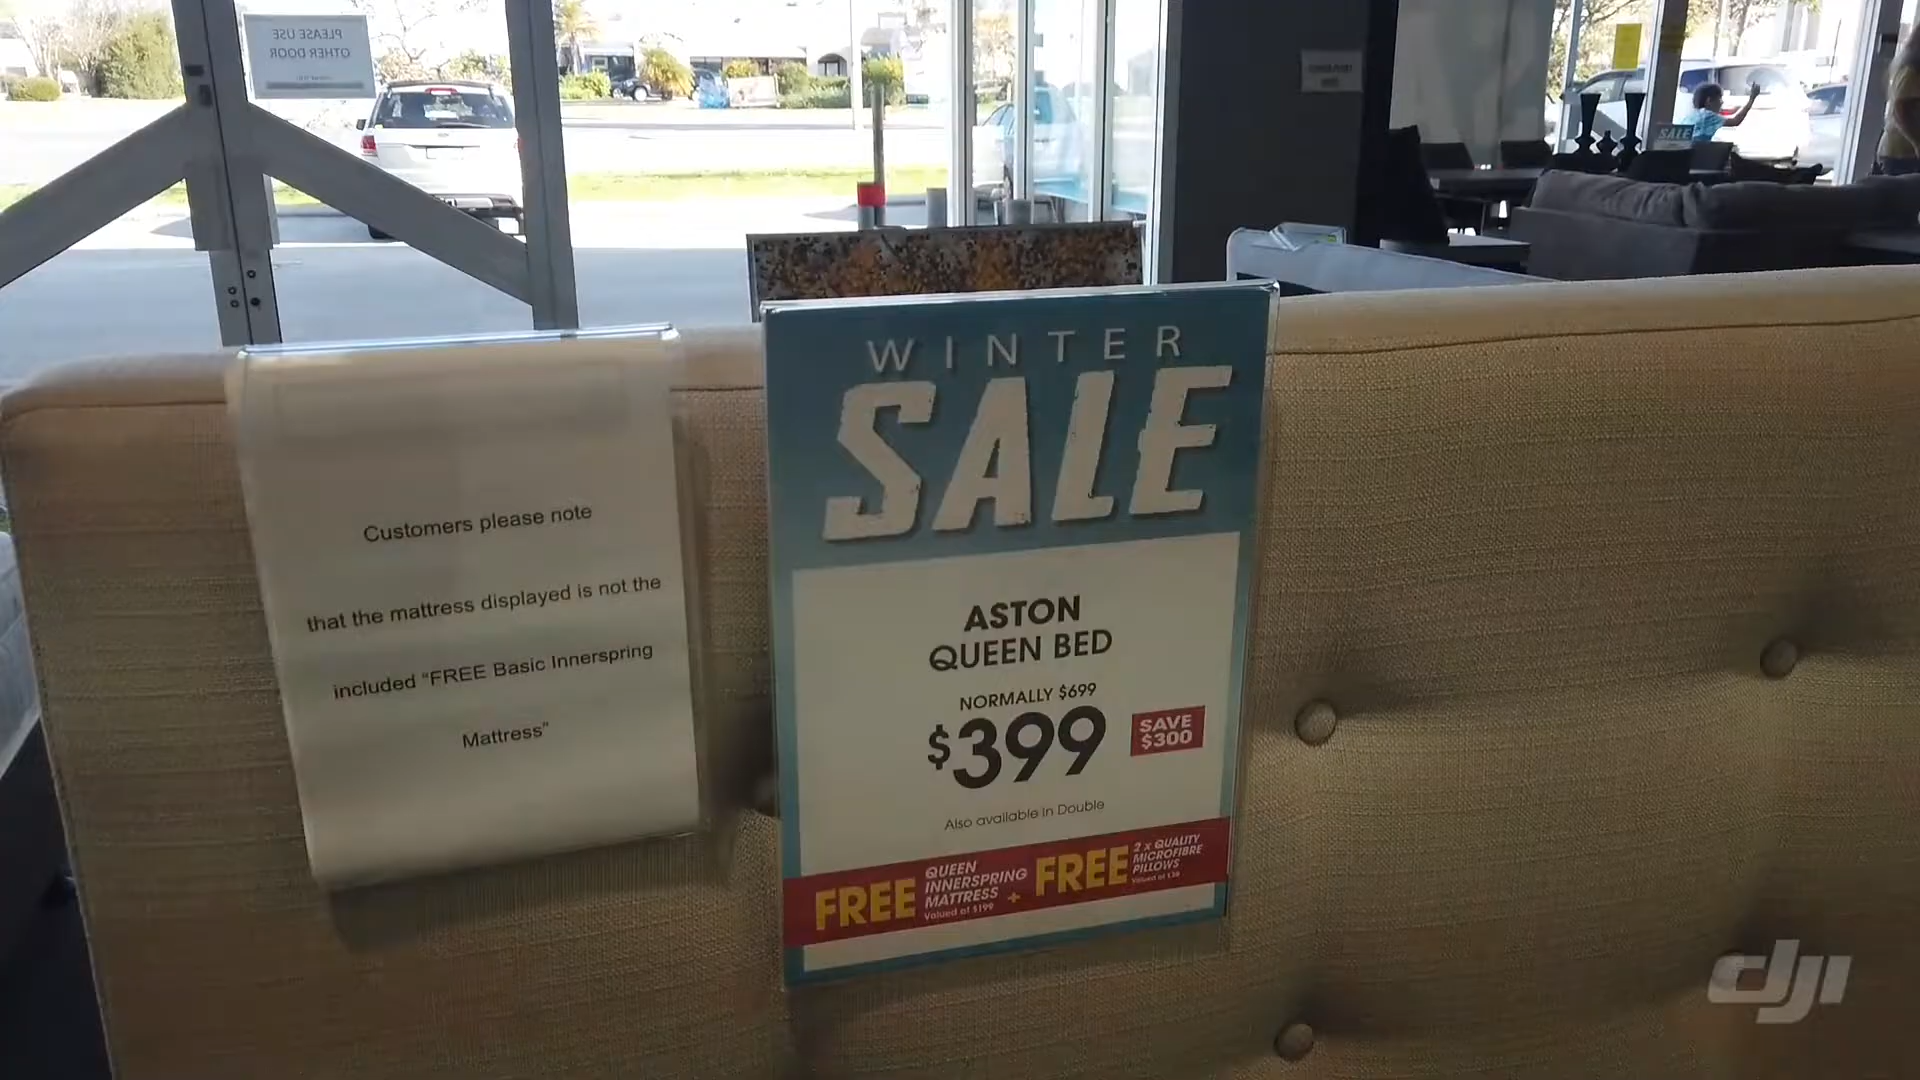 PLEASE USE
OTHER DOOR
Customers please note
that the mattress displayed is not the
included "FREE Basic Innerspring
Mattress"
WINTER
SALE
ASTON
QUEEN BED
NORMALLY $699
$399
SAVE
$300
Also available in Double
FREE
QUEEN
INNERSPRING
MATTRESS
Valued at $199
+
FREE
2 x QUALITY
MICROFIBRE
PILLOWS
SALE
dji